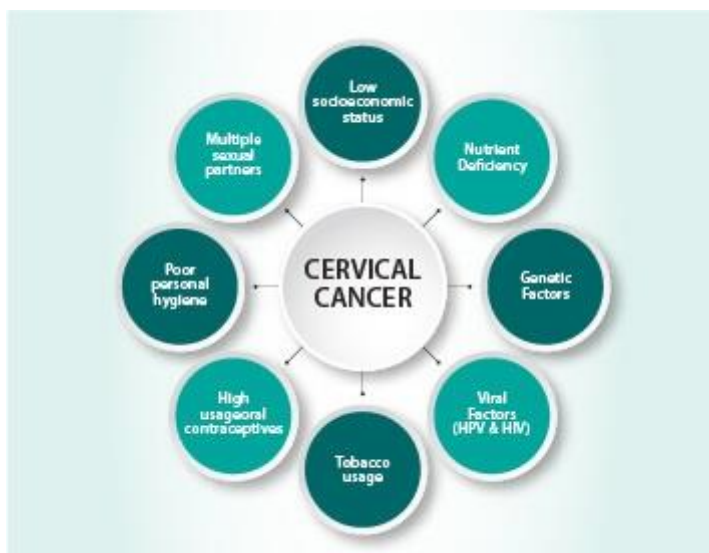 Low
socioeconomic
status
Nutrient
Deficiency
Genetic
Factors
Viral
Factors
(HPV & HIV)
Tobacco
usage
High
usageoral
contraceptives
Poor
personal
hygiene
Multiple
sexual
partners
CERVICAL
CANCER